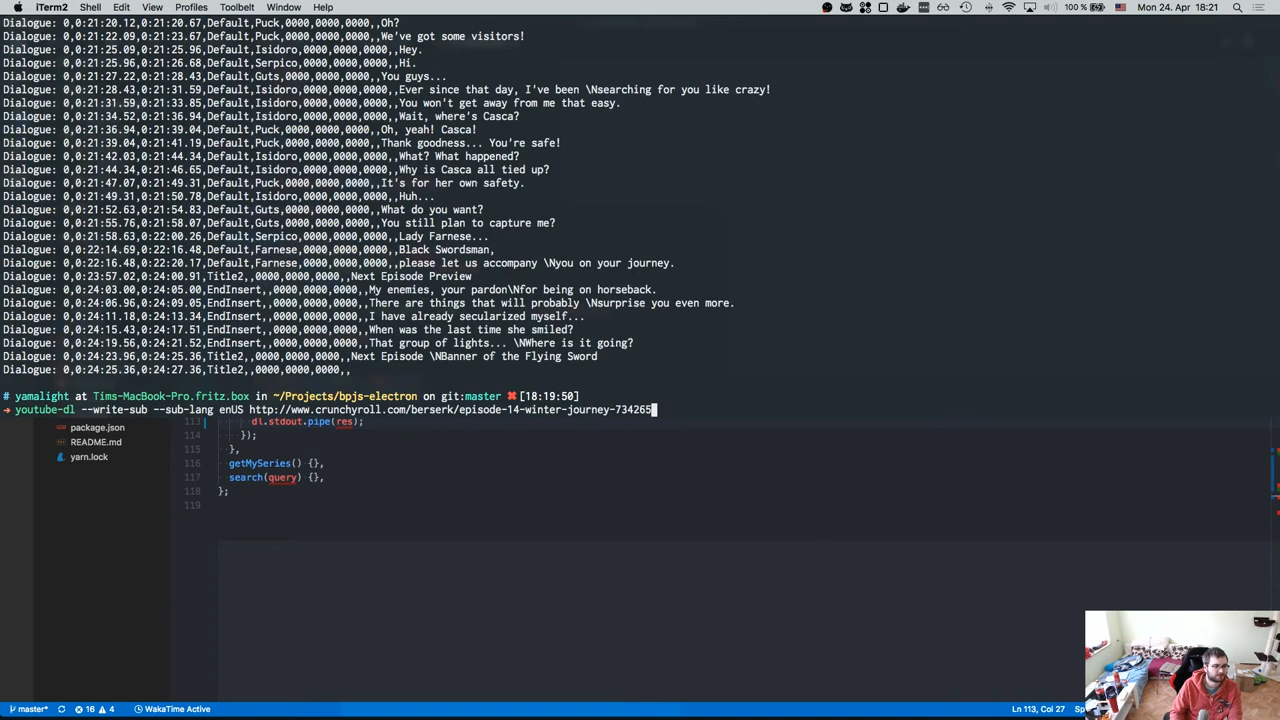 iTerm2 Shell Edit View Profiles Toolbelt Window Help 100 % Mon 24. Apr 18:21
Dialogue: 0,0:21:20.12,0:21:20.67,Default,Puck,0000,0000,0000,,Oh?
Dialogue: 0,0:21:22.09,0:21:23.67,Default,Puck,0000,0000,0000,,We've got some visitors!
Dialogue: 0,0:21:25.09,0:21:25.96,Default,Isidoro,0000,0000,0000,,Hey.
Dialogue: 0,0:21:25.96,0:21:26.68,Default,Serpico,0000,0000,0000,,Hi.
Dialogue: 0,0:21:27.22,0:21:28.43,Default,Guts,0000,0000,0000,,You guys...
Dialogue: 0,0:21:28.43,0:21:31.59,Default,Isidoro,0000,0000,0000,,Ever since that day, I've been \Nsearching for you like crazy!
Dialogue: 0,0:21:31.59,0:21:33.85,Default,Isidoro,0000,0000,0000,,You won't get away from me that easy.
Dialogue: 0,0:21:34.52,0:21:36.94,Default,Isidoro,0000,0000,0000,,Wait, where's Casca?
Dialogue: 0,0:21:36.94,0:21:39.04,Default,Puck,0000,0000,0000,,Oh, yeah! Casca!
Dialogue: 0,0:21:39.04,0:21:41.19,Default,Puck,0000,0000,0000,,Thank goodness... You're safe!
Dialogue: 0,0:21:42.03,0:21:44.34,Default,Isidoro,0000,0000,0000,,What? What happened?
Dialogue: 0,0:21:44.34,0:21:46.65,Default,Isidoro,0000,0000,0000,,Why is Casca all tied up?
Dialogue: 0,0:21:47.07,0:21:49.31,Default,Puck,0000,0000,0000,,It's for her own safety.
Dialogue: 0,0:21:49.31,0:21:50.78,Default,Isidoro,0000,0000,0000,,Huh...
Dialogue: 0,0:21:52.63,0:21:54.83,Default,Guts,0000,0000,0000,,What do you want?
Dialogue: 0,0:21:55.76,0:21:58.07,Default,Guts,0000,0000,0000,,You still plan to capture me?
Dialogue: 0,0:21:58.63,0:22:00.26,Default,Serpico,0000,0000,0000,,Lady Farnese...
Dialogue: 0,0:22:14.69,0:22:16.48,Default,Farnese,0000,0000,0000,,Black Swordsman,
Dialogue: 0,0:22:16.48,0:22:20.17,Default,Farnese,0000,0000,0000,,please let us accompany \Nyou on your journey.
Dialogue: 0,0:23:57.02,0:24:00.91,Title2,,0000,0000,0000,,Next Episode Preview
Dialogue: 0,0:24:03.00,0:24:05.00,EndInsert,,0000,0000,0000,,My enemies, your pardon\Nfor being on horseback.
Dialogue: 0,0:24:06.96,0:24:09.05,EndInsert,,0000,0000,0000,,There are things that will probably \Nsurprise you even more.
Dialogue: 0,0:24:11.18,0:24:13.34,EndInsert,,0000,0000,0000,,I have already secularized myself...
Dialogue: 0,0:24:15.43,0:24:17.51,EndInsert,,0000,0000,0000,,When was the last time she smiled?
Dialogue: 0,0:24:19.56,0:24:21.52,EndInsert,,0000,0000,0000,,That group of lights... \NWhere is it going?
Dialogue: 0,0:24:23.96,0:24:25.36,Title2,,0000,0000,0000,,Next Episode \NBanner of the Flying Sword
Dialogue: 0,0:24:25.36,0:24:27.36,Title2,,0000,0000,0000,,
# yamalight at Tims-MacBook-Pro.fritz.box in ~/Projects/bpjs-electron on git:master ✖ [18:19:50]
➜ youtube-dl --write-sub --sub-lang enUS http://www.crunchyroll.com/berserk/episode-14-winter-journey-734265
113 dl.stdout.pipe(res);
package.json
114 });
README.md
115 },
yarn.lock
116 getMySeries() {},
117 search(query) {},
118 };
119
master* 16 4 WakaTime Active Ln 113, Col 27